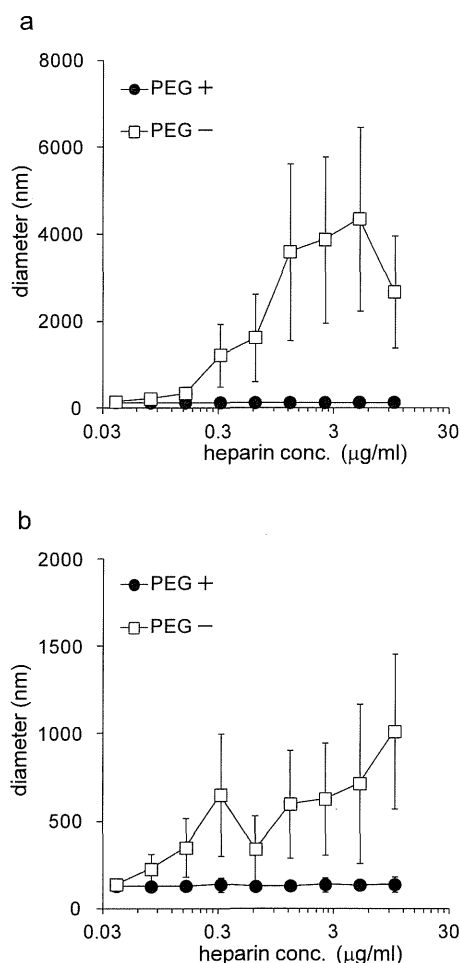 a
8000
PEG +
PEG −
6000
4000
2000
0
diameter (nm)
0.03 0.3 3 30
heparin conc. (μg/ml)
b
2000
PEG +
PEG −
1500
1000
500
0
diameter (nm)
0.03 0.3 3 30
heparin conc. (μg/ml)